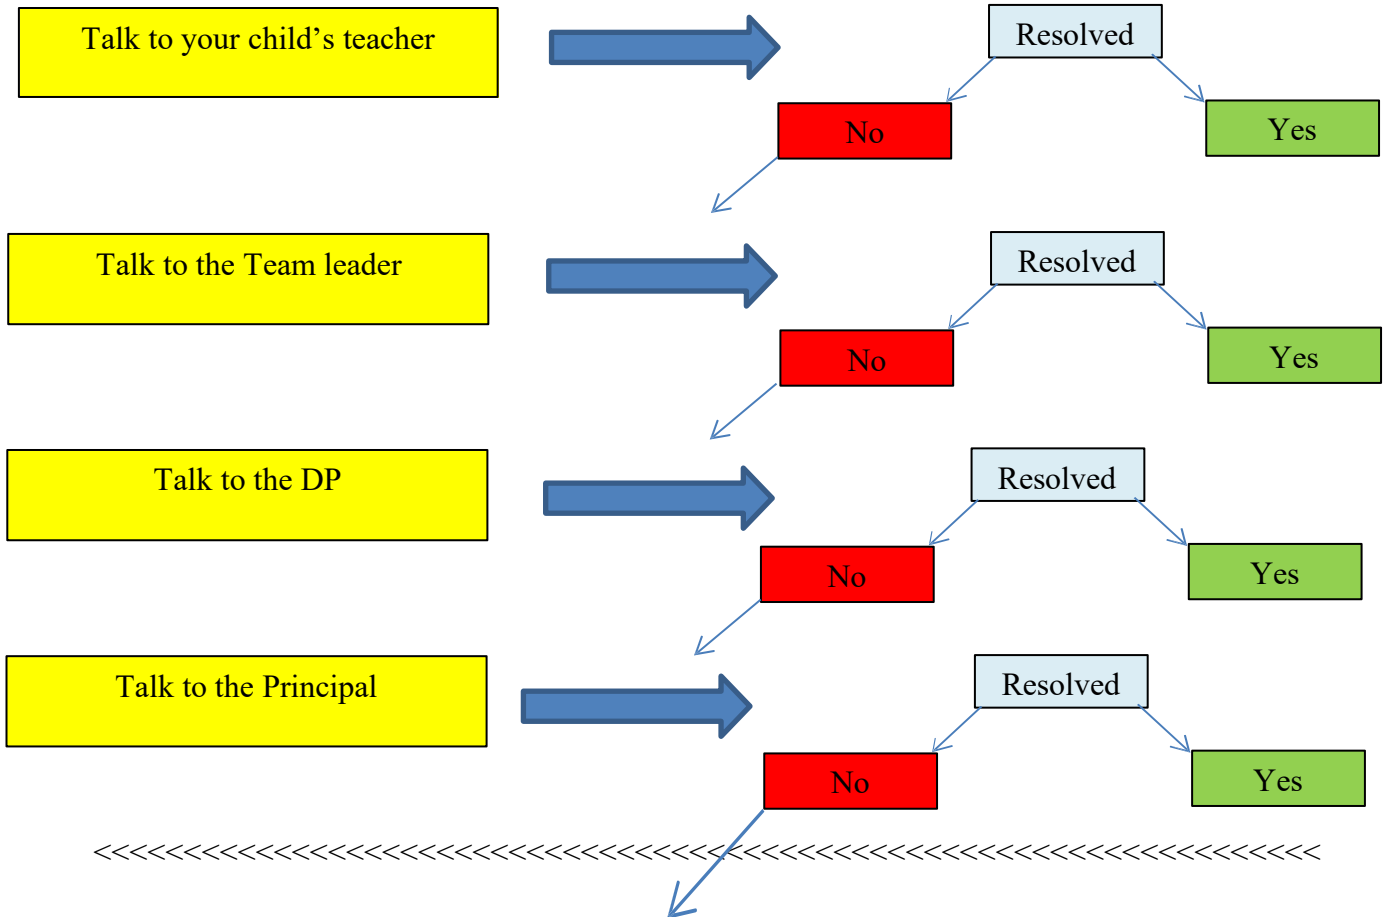 Talk to your child’s teacher
Resolved
No
Yes
Talk to the Team leader
Resolved
No
Yes
Talk to the DP
Resolved
No
Yes
Talk to the Principal
Resolved
No
Yes
<<<<<<<<<<<<<<<<<<<<<<<<<<<<<<<<<<<<<<<<<<<<<<<<<<<<<<<<<<<<<<<<<<<<